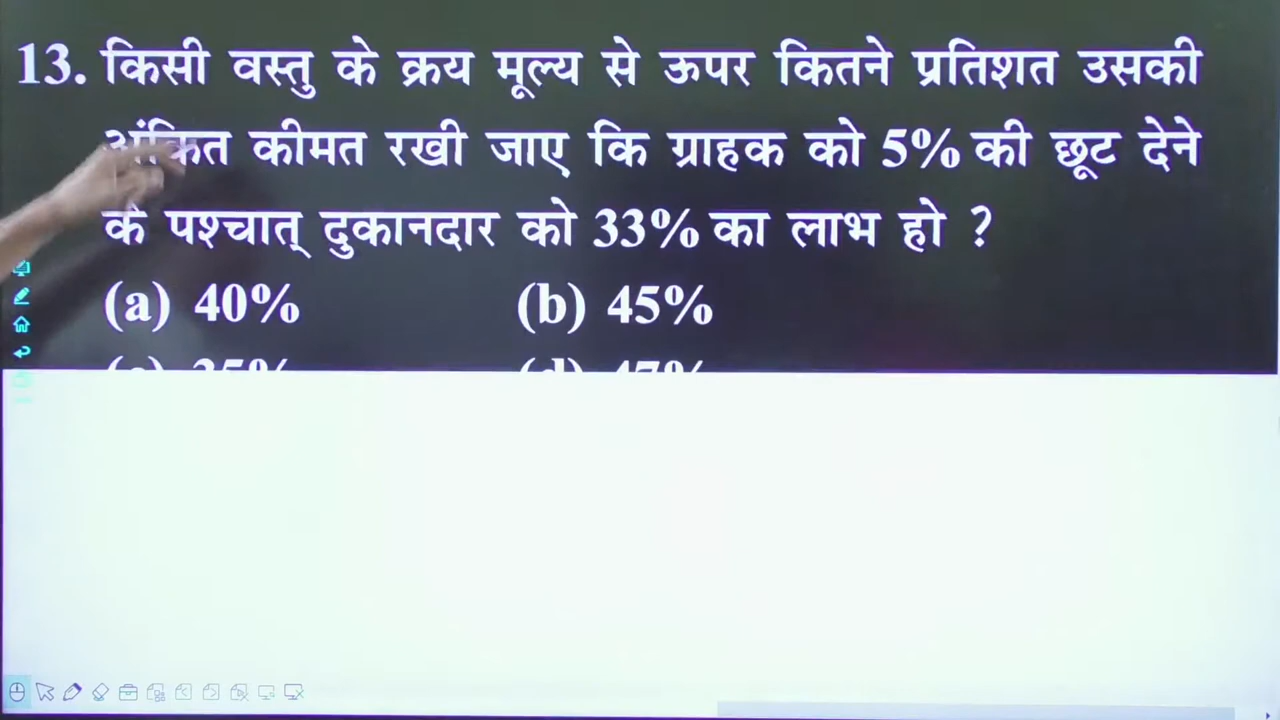 13. किसी वस्तु के क्रय मूल्य से ऊपर कितने प्रतिशत उसकी
अंकित कीमत रखी जाए कि ग्राहक को 5% की छूट देने
के पश्चात् दुकानदार को 33% का लाभ हो ?
(a) 40% (b) 45%